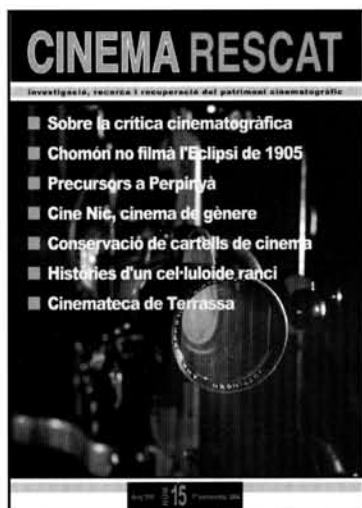 CINEMA RESCAT
investigació, recerca i recuperació del patrimoni cinematogràfic
Sobre la crítica cinematogràfica
Chomón no filmà l'Eclipsi de 1905
Precursors a Perpinyà
Cine Nic, cinema de gènere
Conservació de cartells de cinema
Històries d'un cel·luloide ranci
Cinemateca de Terrassa
NÚM 15